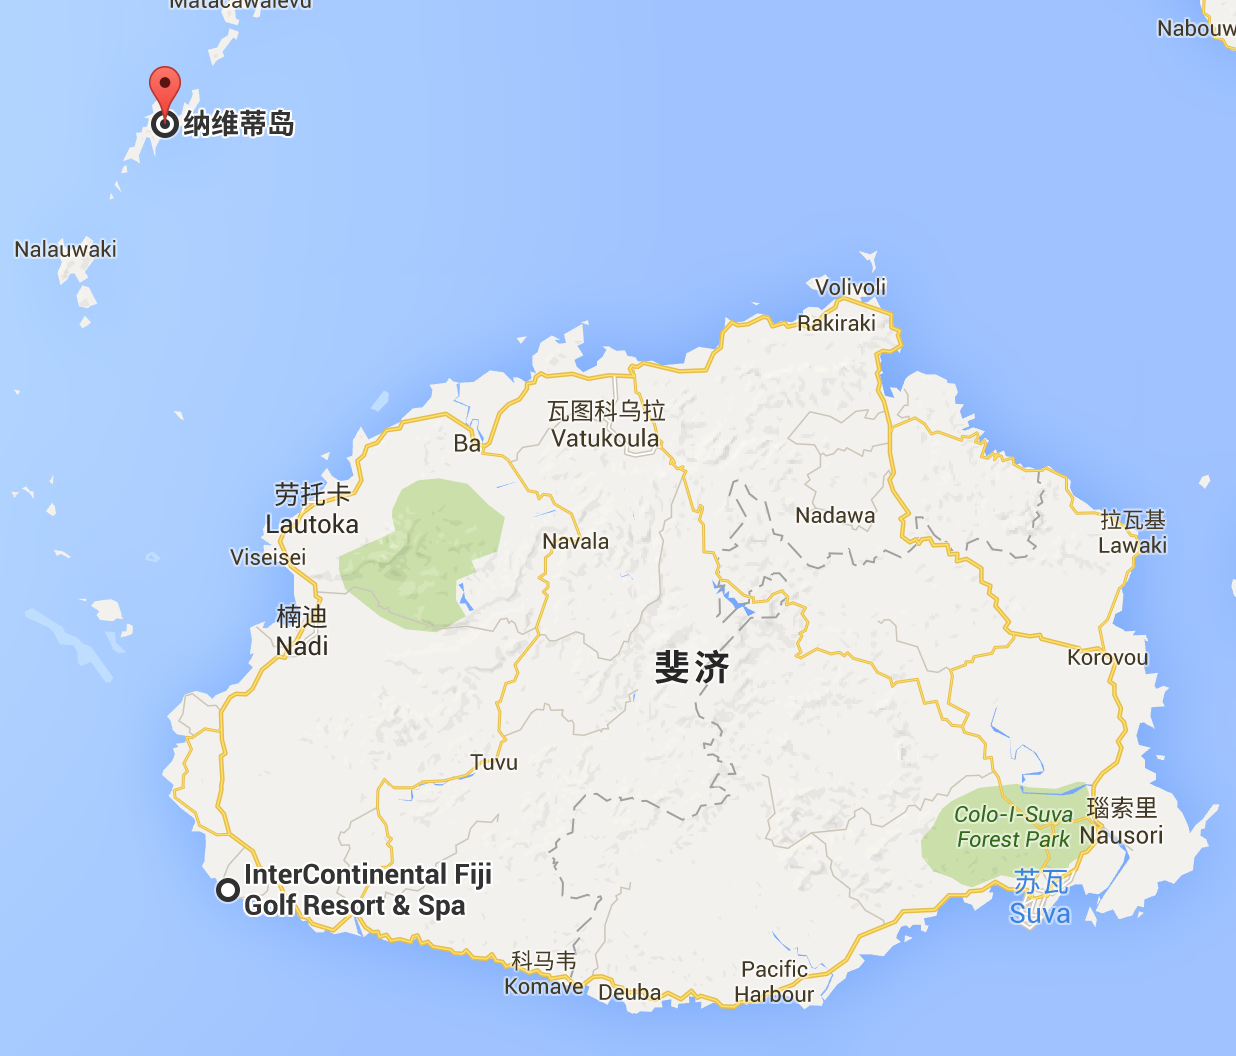 Matacawalevu
Nabouw
纳维蒂岛
Nalauwaki
Volivoli
Rakiraki
瓦图科乌拉
Vatukoula
Ba
劳托卡
Lautoka
Nadawa
拉瓦基
Lawaki
Navala
Viseisei
楠迪
Nadi
斐济
Korovou
Tuvu
Colo-I-Suva
Forest Park
瑙索里
Nausori
InterContinental Fiji
Golf Resort & Spa
苏瓦
Suva
科马韦
Komave
Deuba
Pacific
Harbour